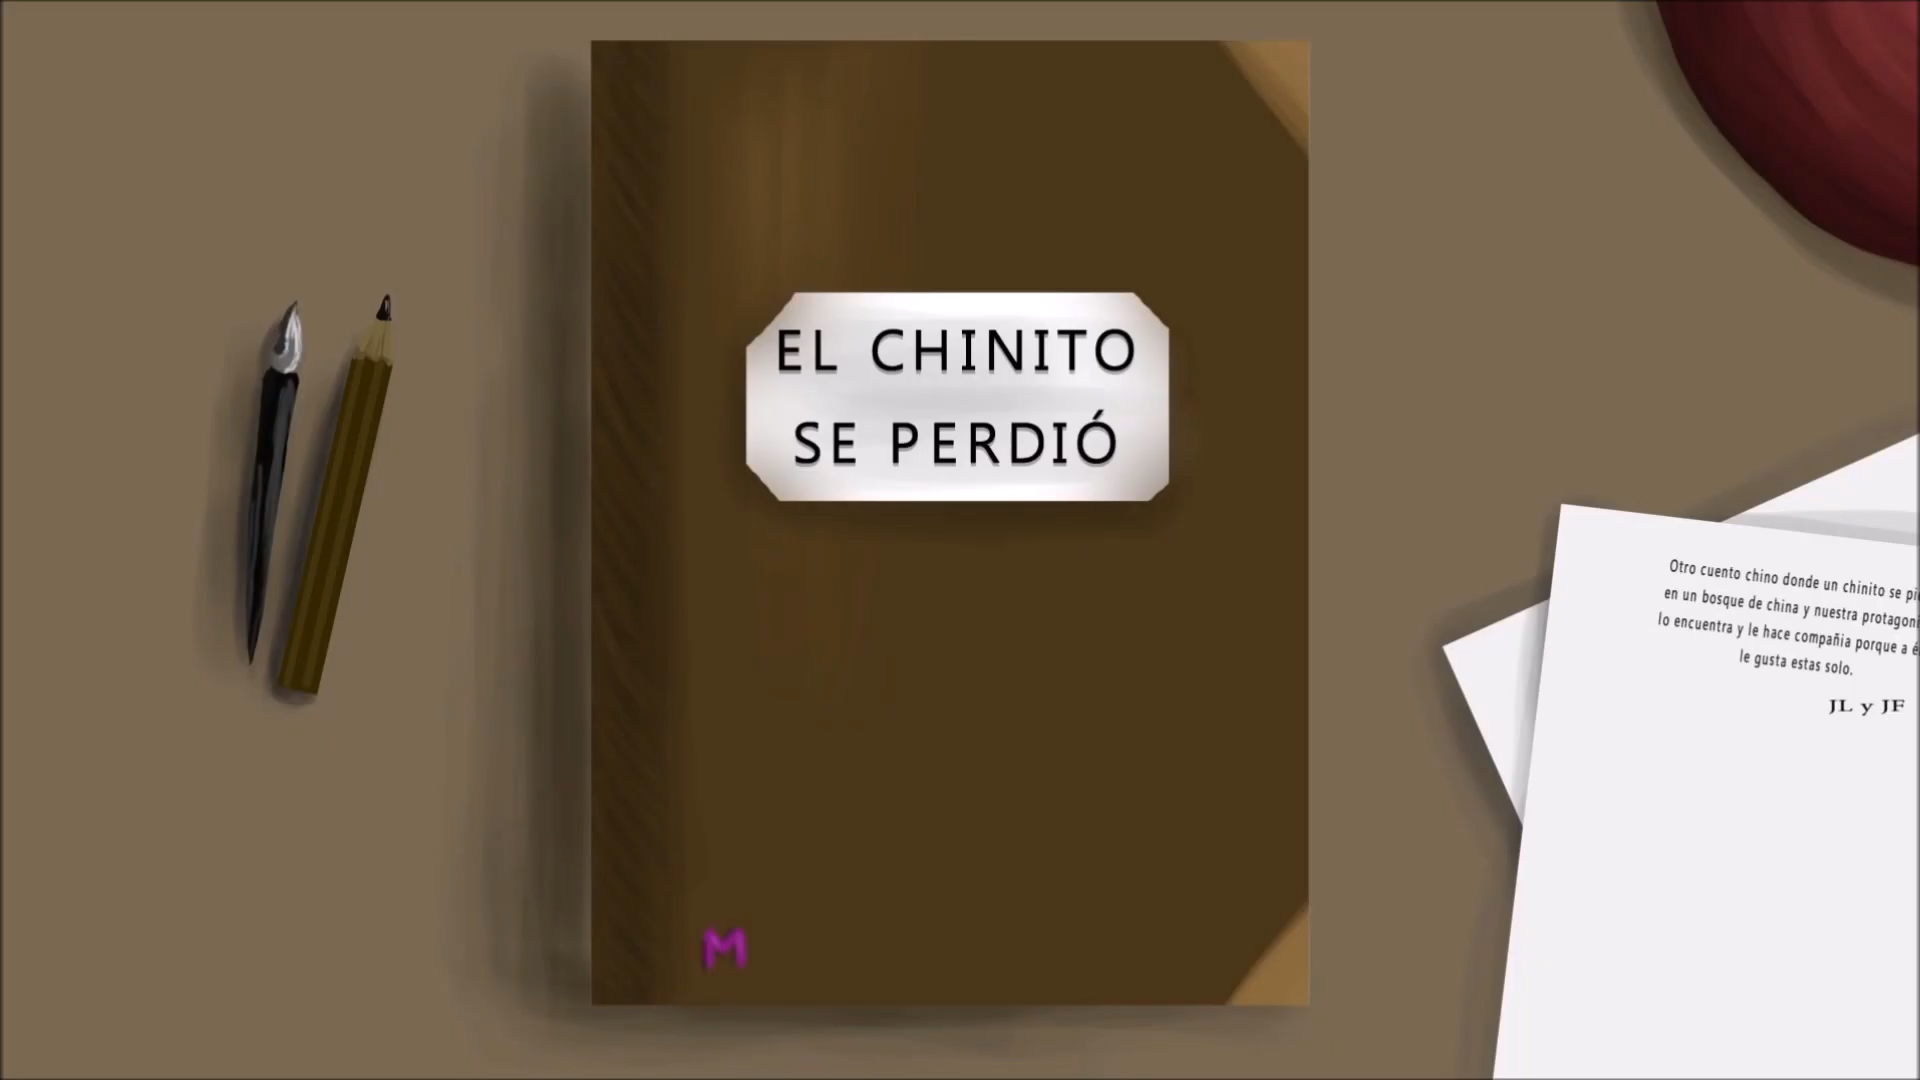 EL CHINITO
SE PERDIÓ
M
Otro cuento chino donde un chinito se
en un bosque de china y nuestra
lo encuentra y le hace compañia porque a
le gusta estas solo.
JL y JF